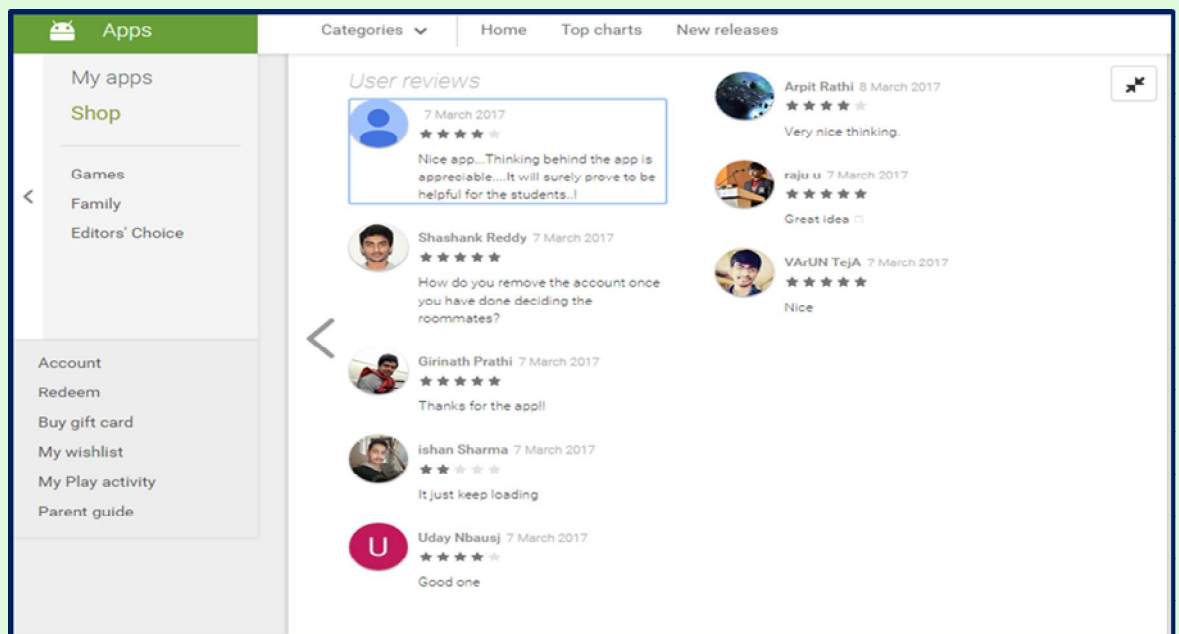 Apps
Categories
Home
Top charts
New releases
My apps
Shop
Games
Family
Editors' Choice
Account
Redeem
Buy gift card
My wishlist
My Play activity
Parent guide
User reviews
7 March 2017
Nice app...Thinking behind the app is
appreciable....It will surely prove to be
helpful for the students..!
Shashank Reddy 7 March 2017
How do you remove the account once
you have done deciding the
roommates?
Girinath Prathi 7 March 2017
Thanks for the app!!
ishan Sharma 7 March 2017
It just keep loading
U
Uday Nbausj 7 March 2017
Good one
Arpit Rathi 8 March 2017
Very nice thinking.
raju u 7 March 2017
Great idea
VArUN TejA 7 March 2017
Nice